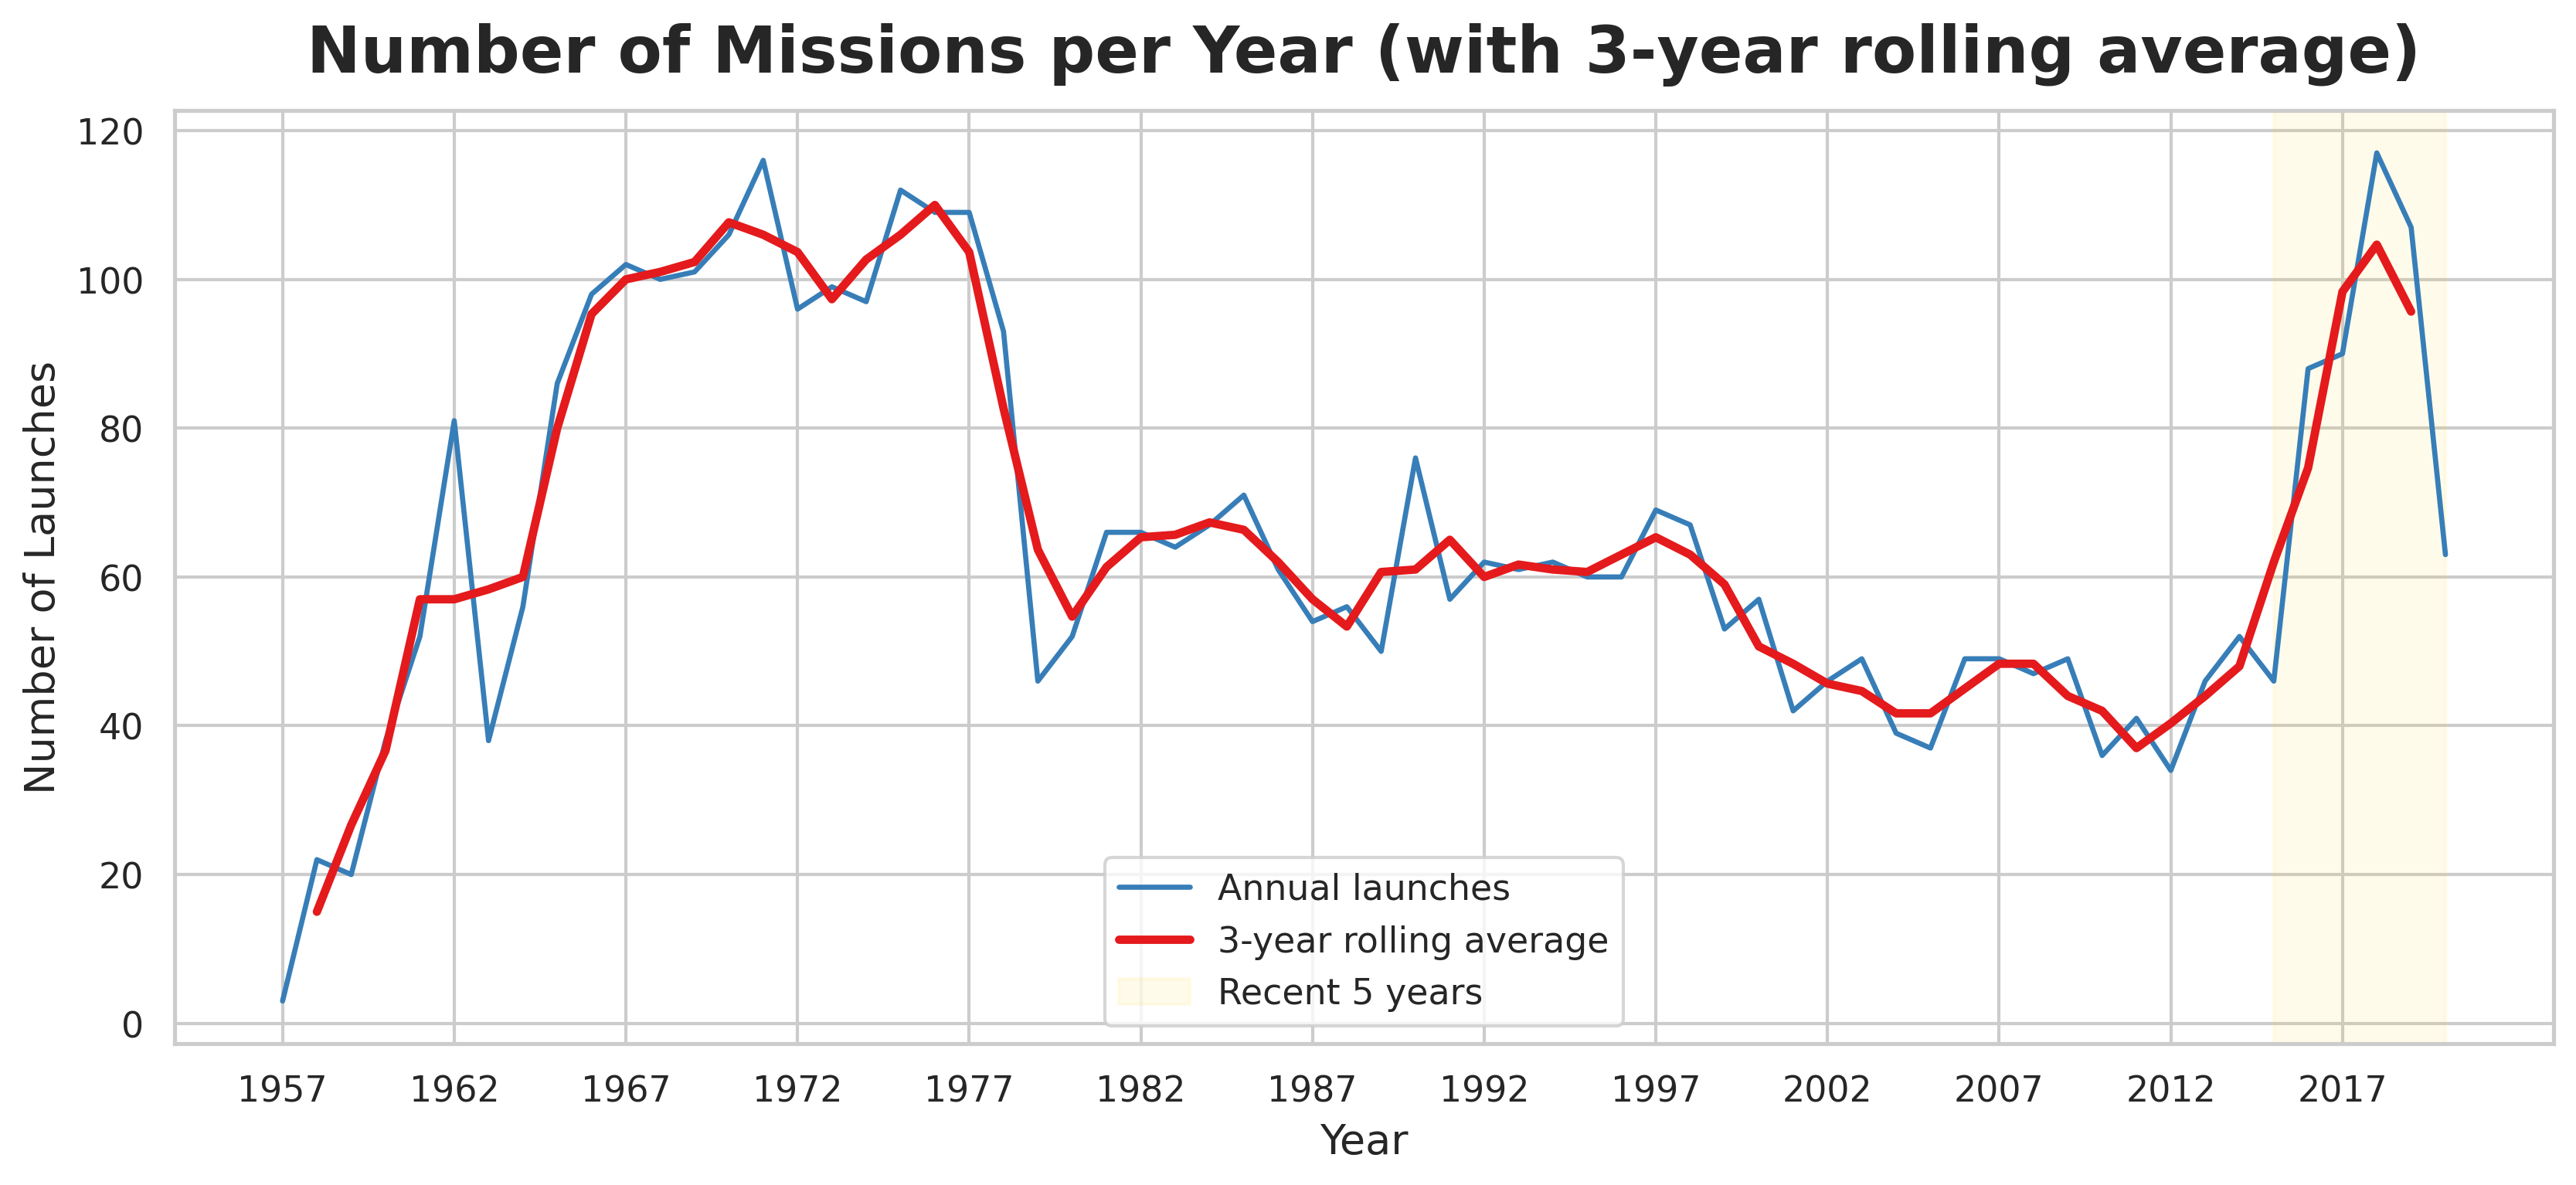 Number of Missions per Year (with 3-year rolling average)
120
100
80
60
40
20
0
Number of Launches
Annual launches
3-year rolling average
Recent 5 years
1957 1962 1967 1972 1977 1982 1987 1992 1997 2002 2007 2012 2017
Year